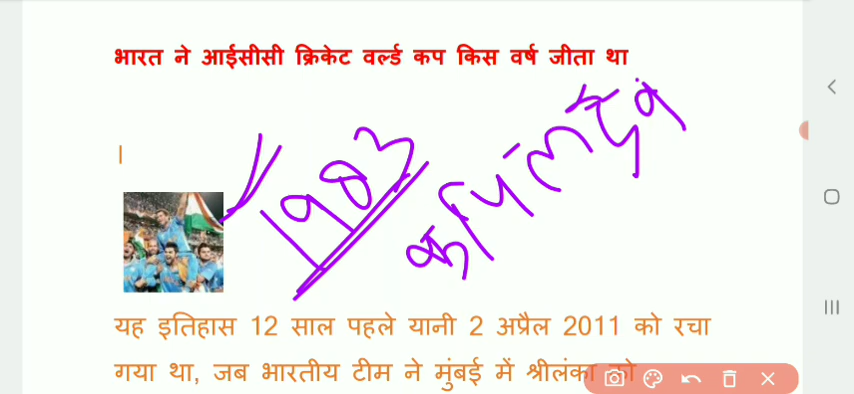 भारत ने आईसीसी क्रिकेट वर्ल्ड कप किस वर्ष जीता था
1983
कपिल देव
यह इतिहास 12 साल पहले यानी 2 अप्रैल 2011 को रचा
गया था, जब भारतीय टीम ने मुंबई में श्रीलंका को